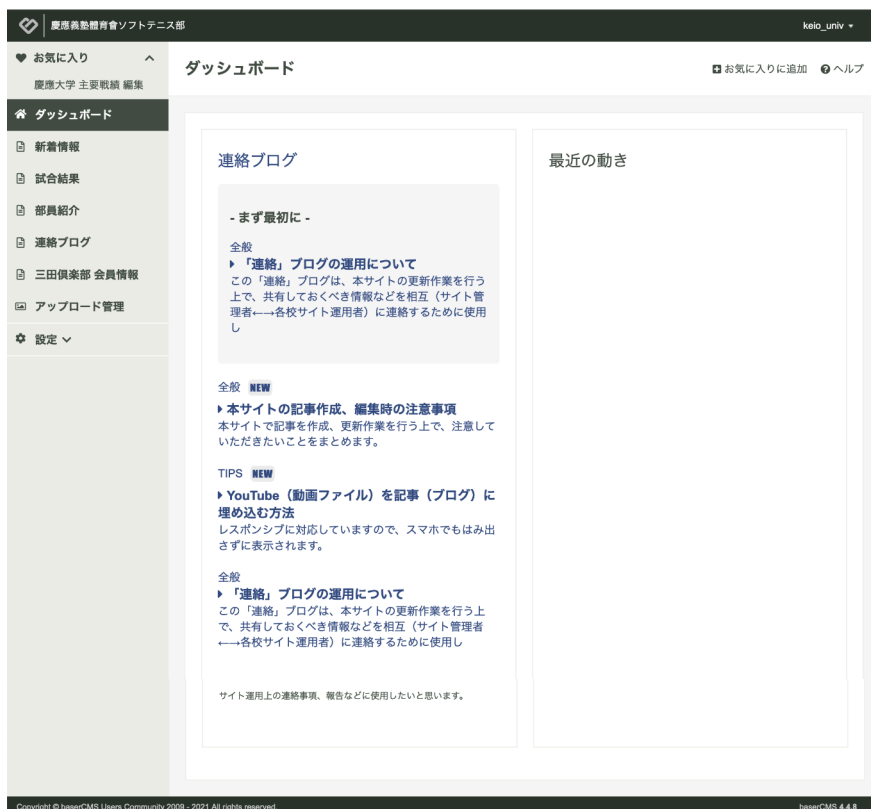 慶應義塾體育會ソフトテニス部
keio_univ
お気に入り
慶應大学 主要戦績 編集
ダッシュボード
お気に入りに追加
ヘルプ
ダッシュボード
新着情報
試合結果
部員紹介
連絡ブログ
三田倶楽部 会員情報
アップロード管理
設定
連絡ブログ
- まず最初に -
全般
「連絡」ブログの運用について
この「連絡」ブログは、本サイトの更新作業を行う
上で、共有しておくべき情報などを相互（サイト管
理者←→各校サイト運用者）に連絡するために使用
し
全般 NEW
本サイトの記事作成、編集時の注意事項
本サイトで記事を作成、更新作業を行う上で、注意して
いただきたいことをまとめます。
TIPS NEW
YouTube（動画ファイル）を記事（ブログ）に
埋め込む方法
レスポンシブに対応していますので、スマホでもはみ出
さずに表示されます。
全般
「連絡」ブログの運用について
この「連絡」ブログは、本サイトの更新作業を行う上
で、共有しておくべき情報などを相互（サイト管理者
←→各校サイト運用者）に連絡するために使用し
サイト運用上の連絡事項、報告などに使用したいと思います。
最近の動き
Copyright © baserCMS Users Community 2009 - 2021 All rights reserved.
baserCMS 4.4.8